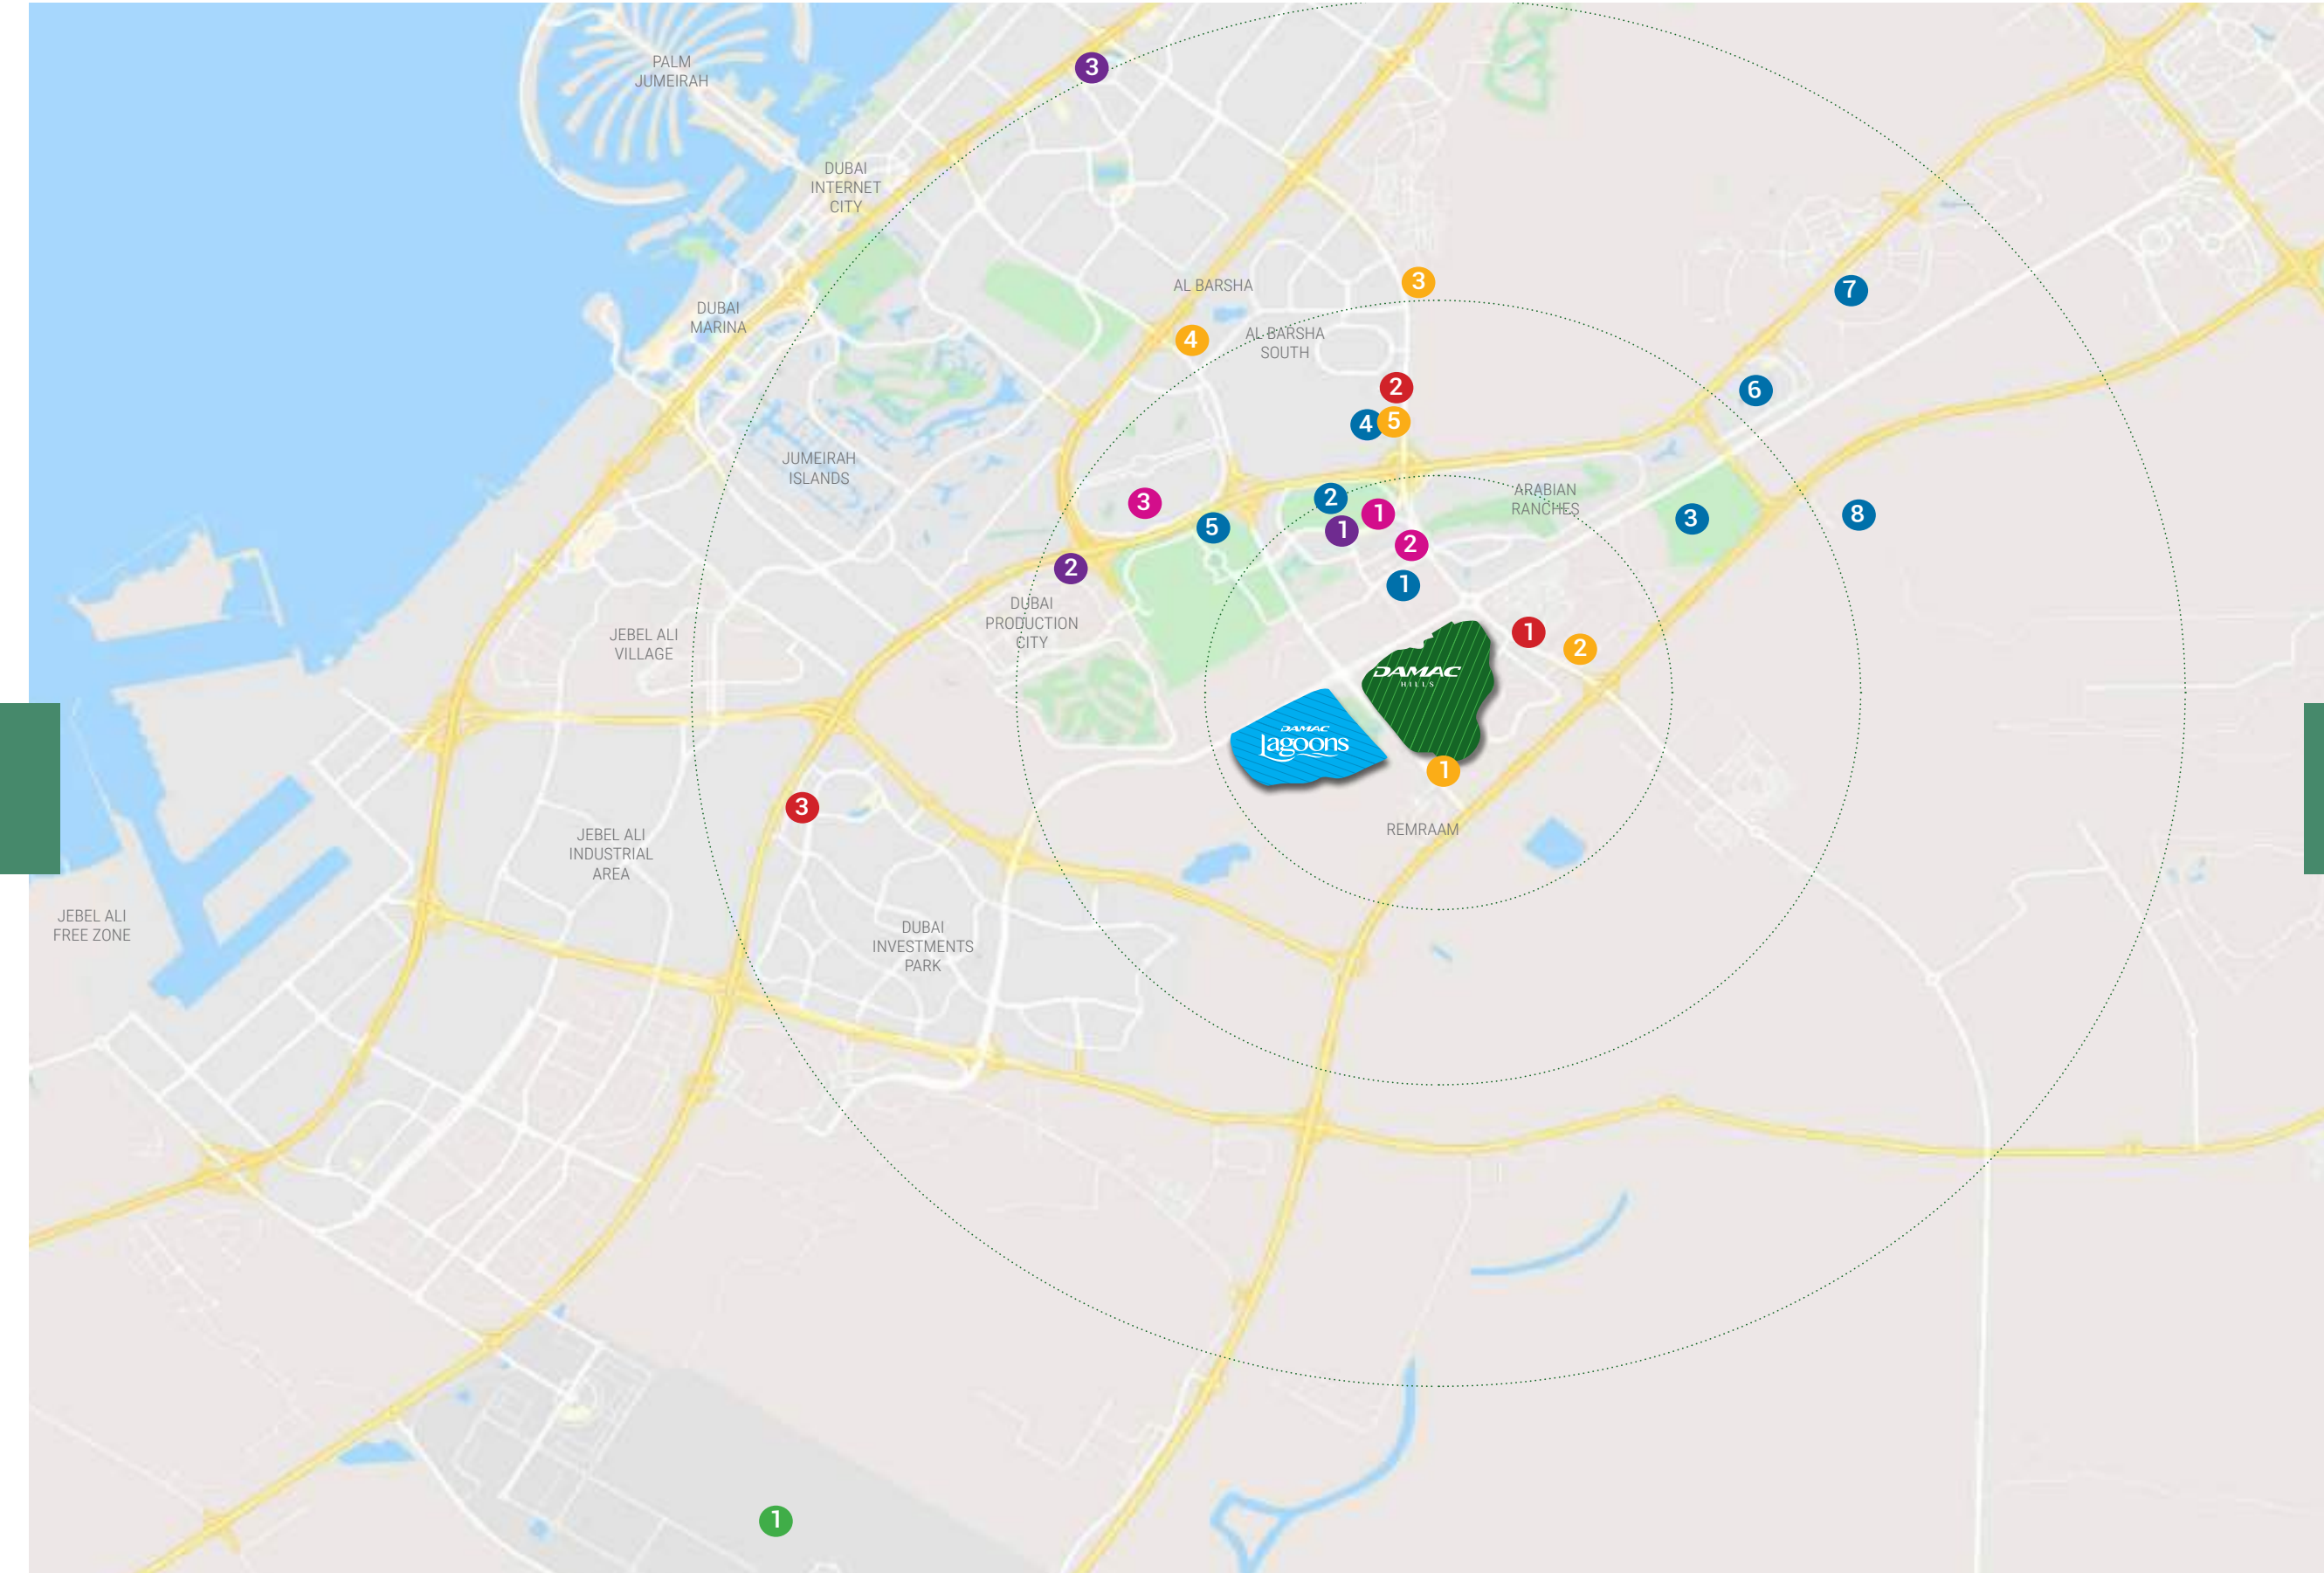 3
PALM
JUMEIRAH
DUBAI
INTERNET
CITY
AL BARSHA
3
7
DUBAI
MARINA
4
AL BARSHA
SOUTH
2
6
4
5
JUMEIRAH
ISLANDS
ARABIAN
RANCHES
3
2
1
5
1
3
8
2
2
1
DUBAI
PRODUCTION
CITY
JEBEL ALI
VILLAGE
1
2
DAMAC
HILLS
DAMAC
lagoons
1
3
REMRAAM
JEBEL ALI
INDUSTRIAL
AREA
JEBEL ALI
FREE ZONE
DUBAI
INVESTMENTS
PARK
1